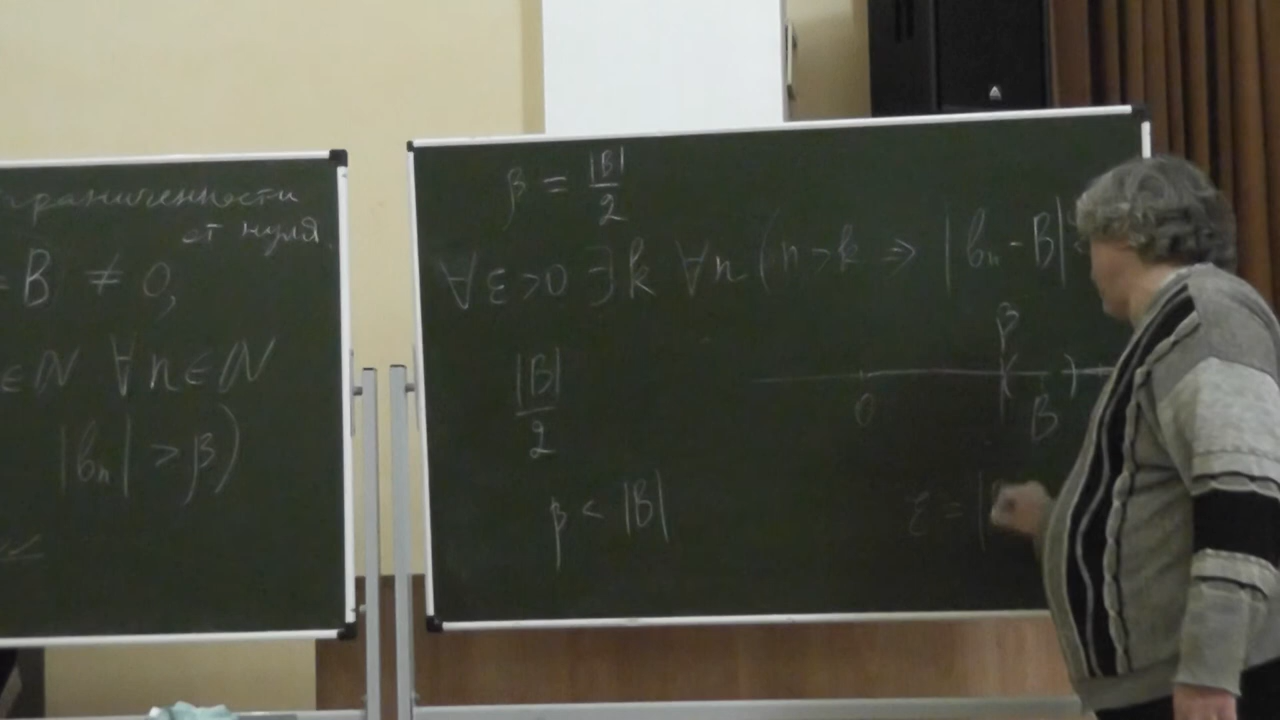 ограниченности
от нуля
= B ≠ 0,
∈ N ∀n ∈ N
|bₙ| > β)
β = |B|/2
∀ε>0 ∃k ∀n (n>k ⇒ |bₙ - B|
|B|/2
β
0
B
β < |B|
ε = |